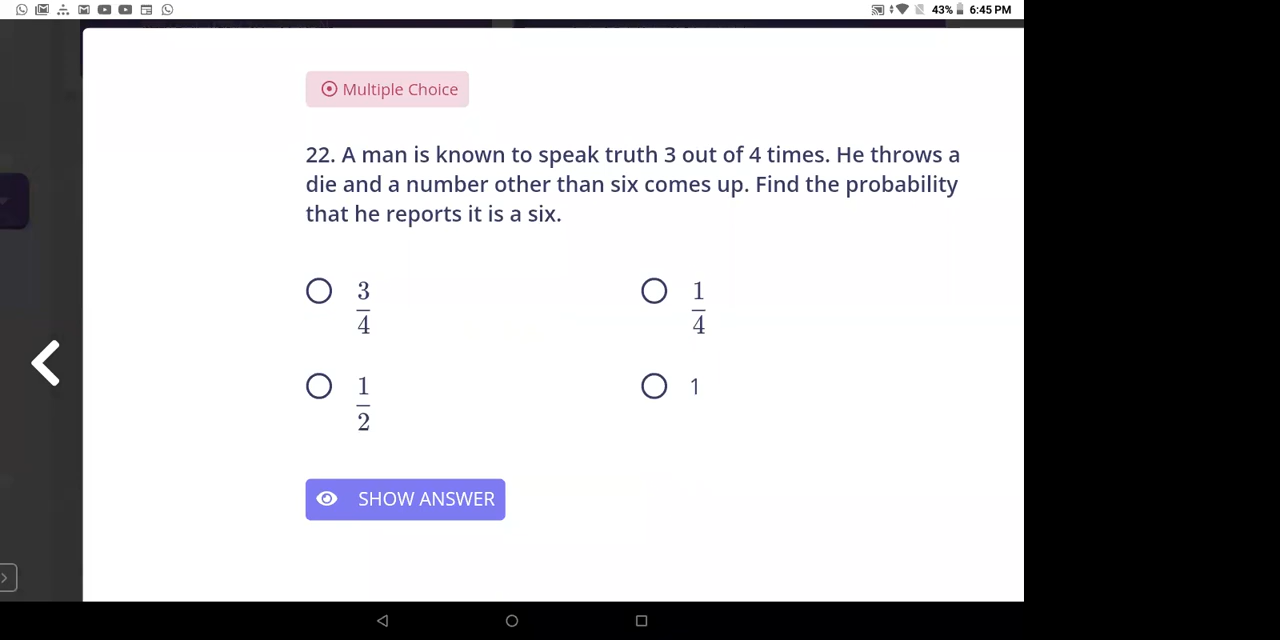 43% 6:45 PM
Multiple Choice
22. A man is known to speak truth 3 out of 4 times. He throws a
die and a number other than six comes up. Find the probability
that he reports it is a six.
3/4 1/4
1/2 1
SHOW ANSWER